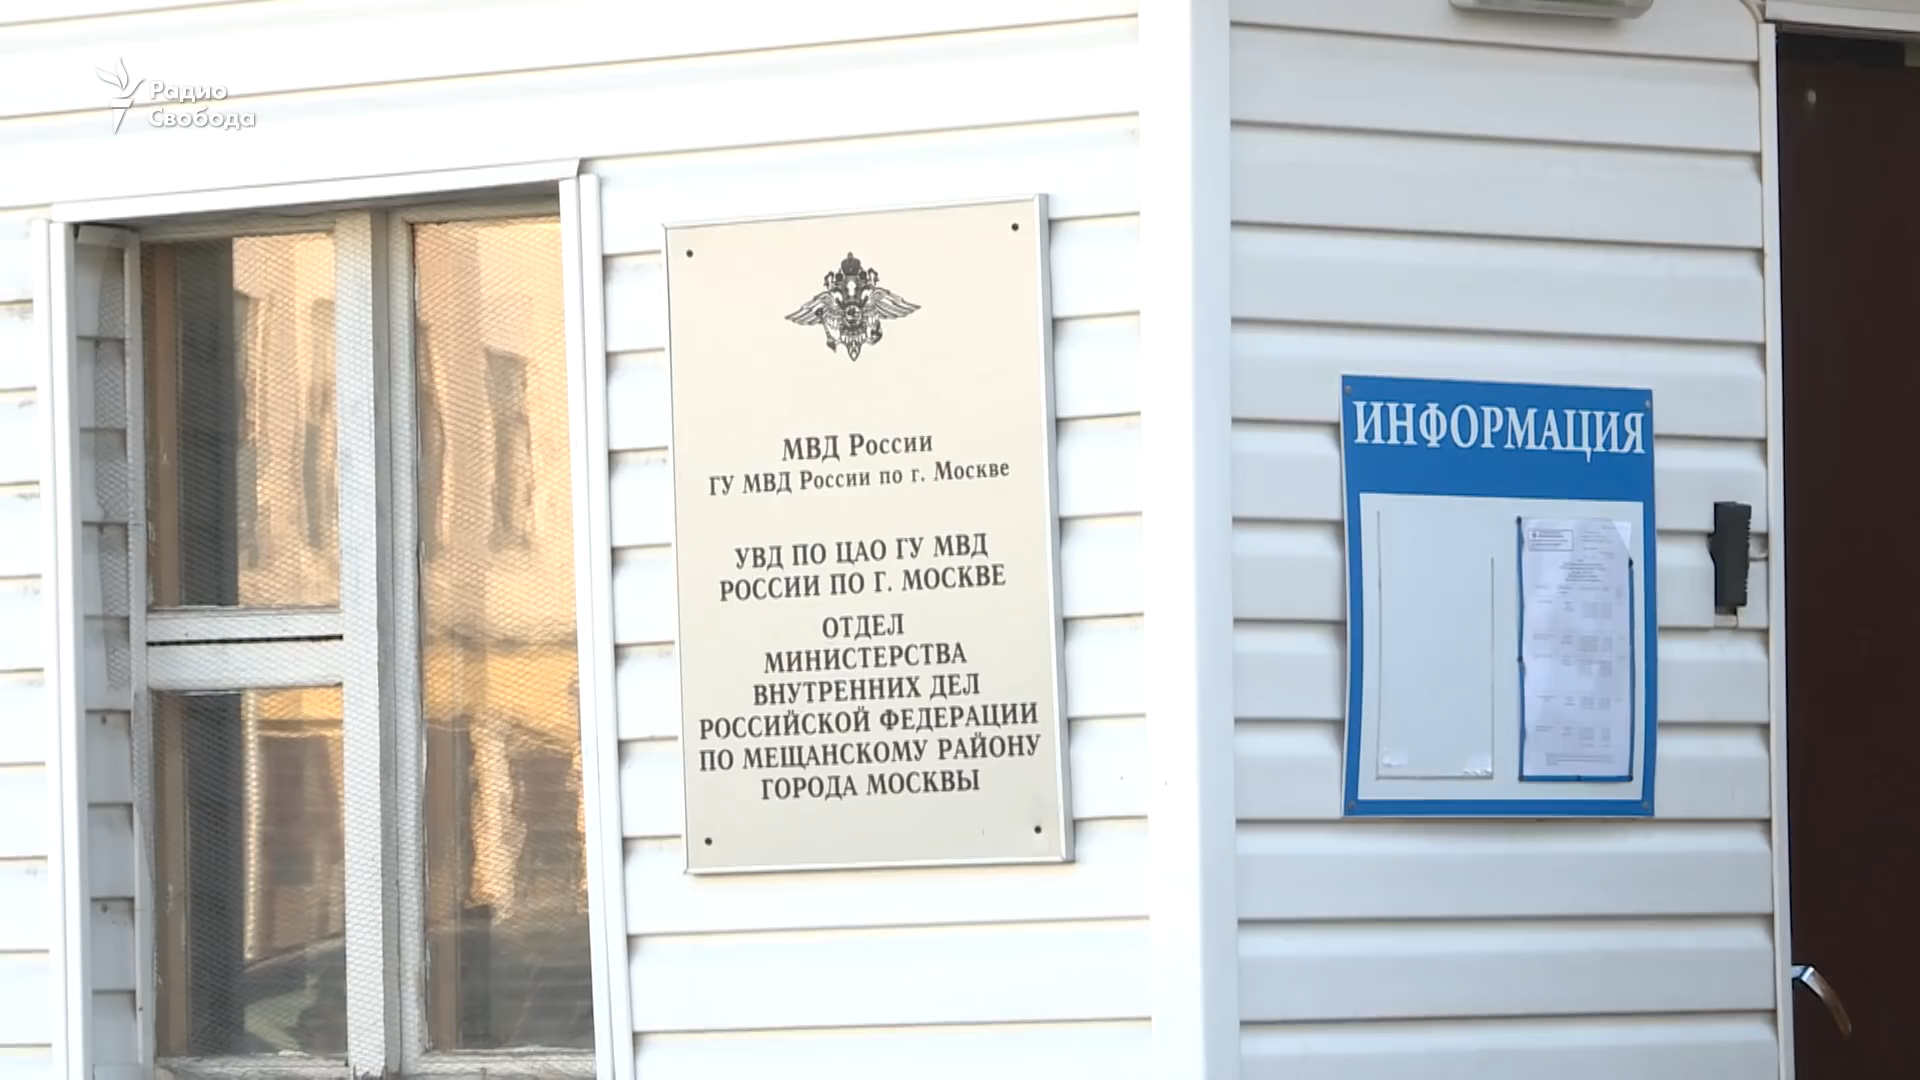 Радио
Свобода
МВД России
ГУ МВД России по г. Москве
УВД ПО ЦАО ГУ МВД
РОССИИ ПО Г. МОСКВЕ
ОТДЕЛ
МИНИСТЕРСТВА
ВНУТРЕННИХ ДЕЛ
РОССИЙСКОЙ ФЕДЕРАЦИИ
ПО МЕЩАНСКОМУ РАЙОНУ
ГОРОДА МОСКВЫ
ИНФОРМАЦИЯ